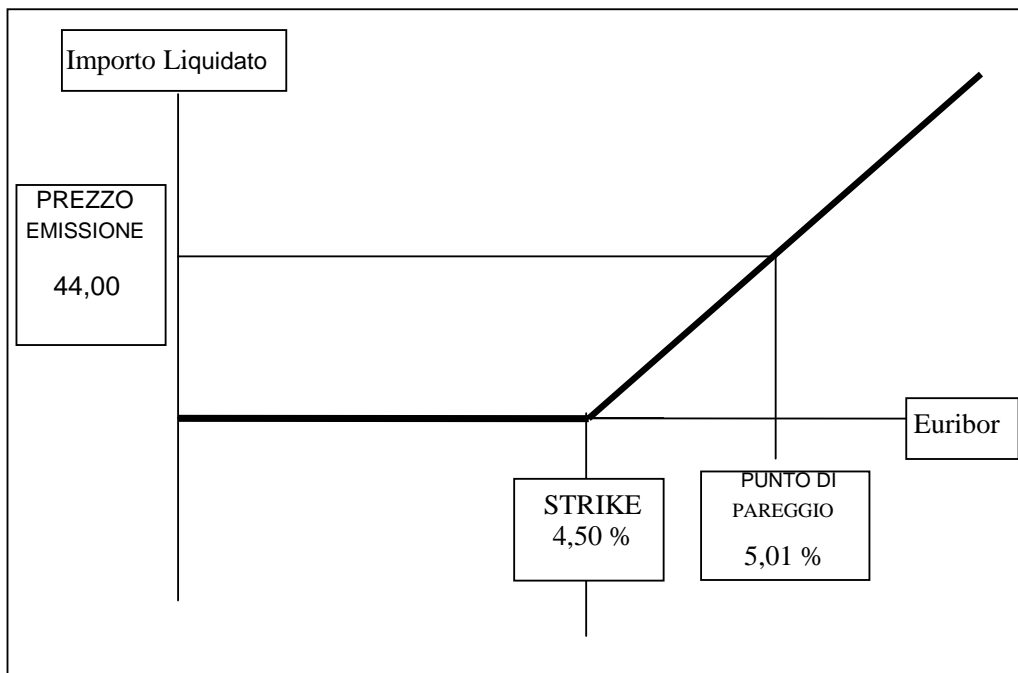 Importo Liquidato
PREZZO
EMISSIONE
44,00
Euribor
STRIKE
4,50 %
PUNTO DI
PAREGGIO
5,01 %